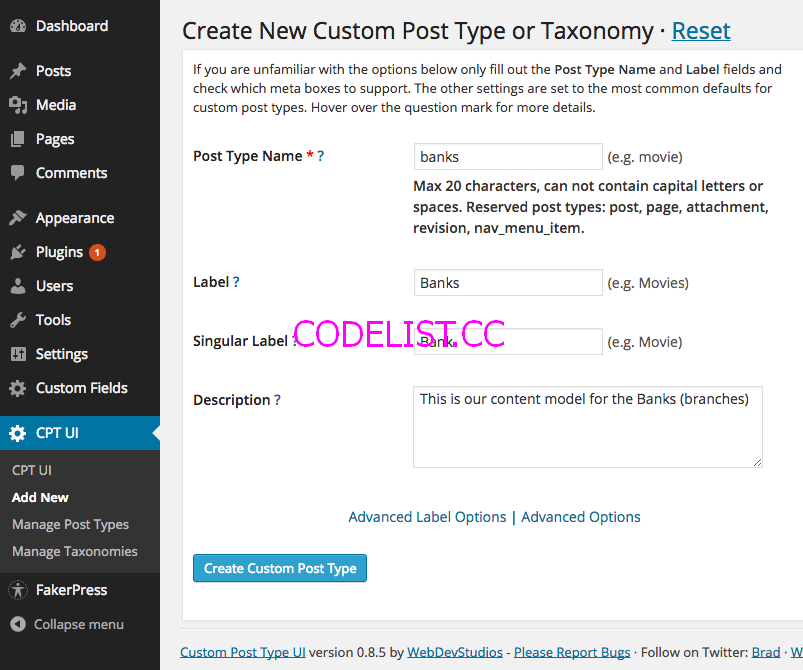 Dashboard
Posts
Media
Pages
Comments
Appearance
Plugins 1
Users
Tools
Settings
Custom Fields
CPT UI
CPT UI
Add New
Manage Post Types
Manage Taxonomies
FakerPress
Collapse menu
Create New Custom Post Type or Taxonomy · Reset
If you are unfamiliar with the options below only fill out the Post Type Name and Label fields and
check which meta boxes to support. The other settings are set to the most common defaults for
custom post types. Hover over the question mark for more details.
Post Type Name * ? banks (e.g. movie)
Max 20 characters, can not contain capital letters or
spaces. Reserved post types: post, page, attachment,
revision, nav_menu_item.
Label ? Banks (e.g. Movies)
CODELIST.CC
Singular Label ? Bank (e.g. Movie)
Description ? This is our content model for the Banks (branches)
Advanced Label Options | Advanced Options
Create Custom Post Type
Custom Post Type UI version 0.8.5 by WebDevStudios - Please Report Bugs · Follow on Twitter: Brad · W